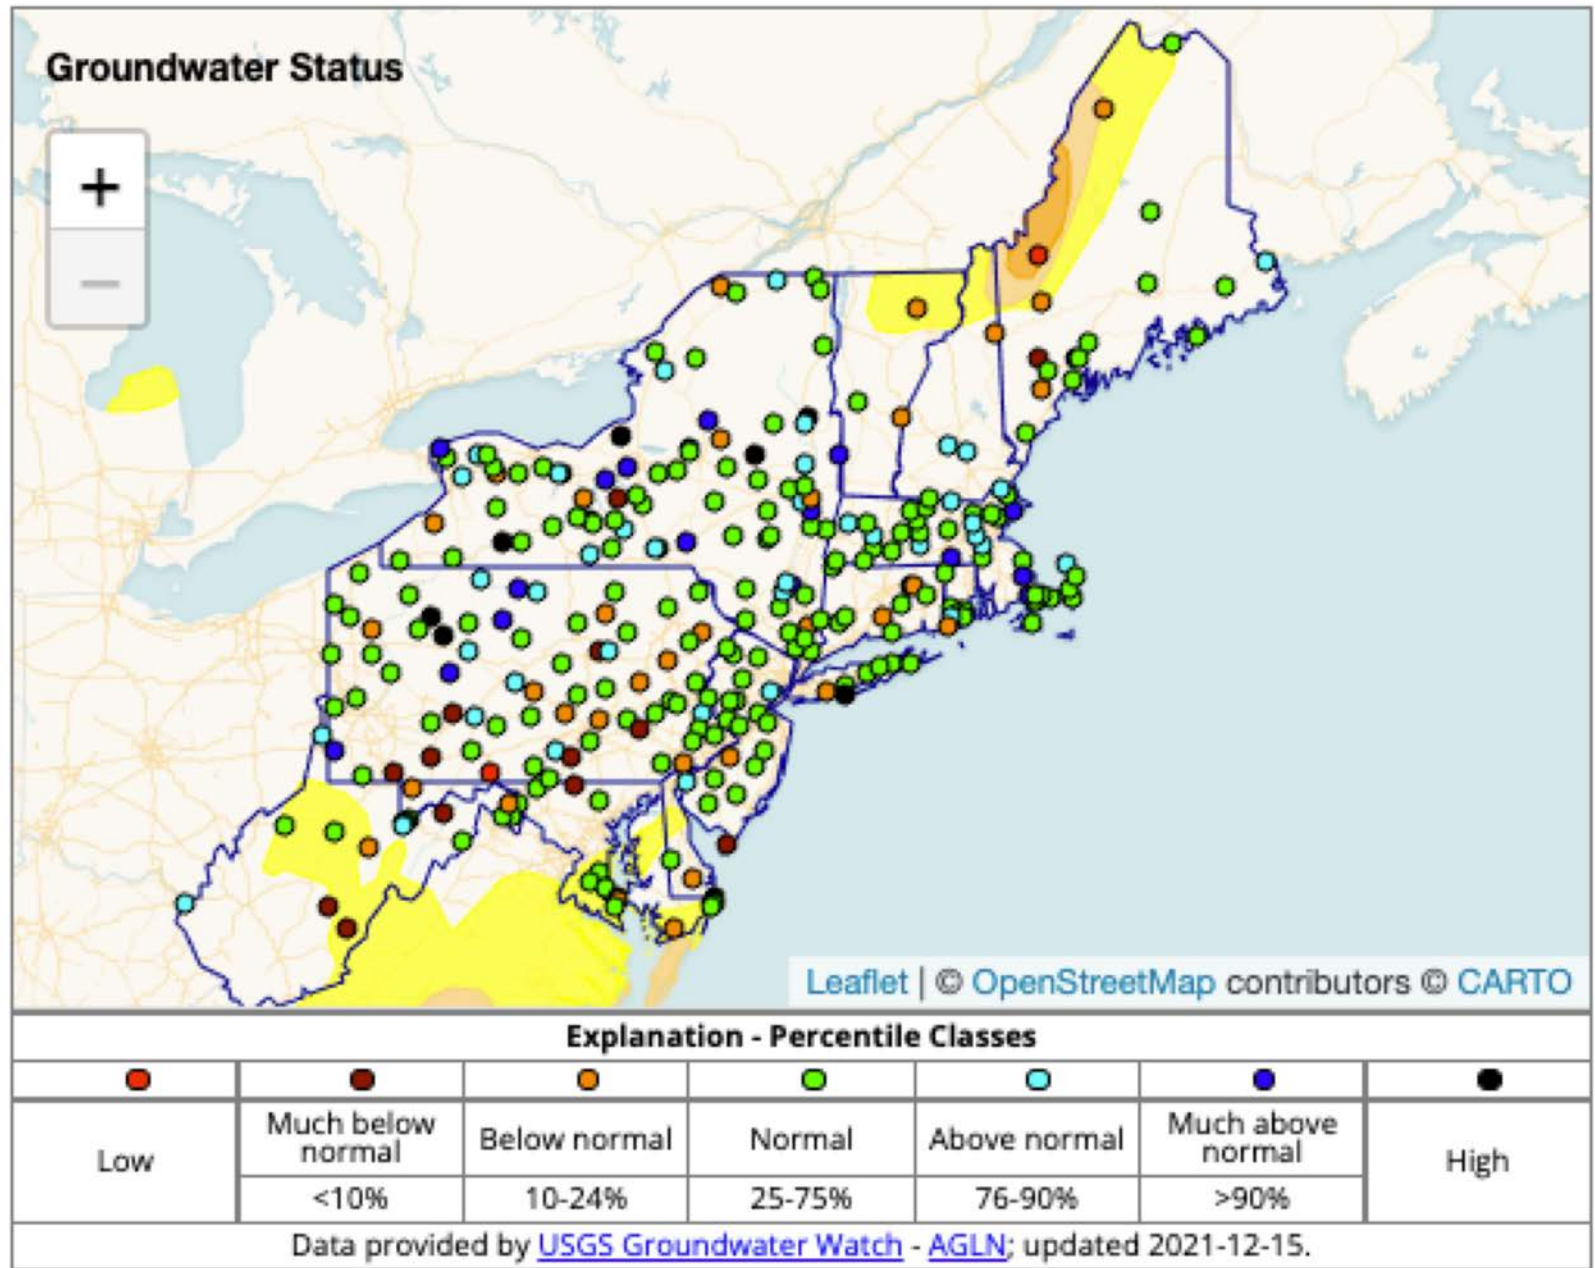 Groundwater Status
+
−
Leaflet | © OpenStreetMap contributors © CARTO
Explanation - Percentile Classes
Low
Much below normal
Below normal
Normal
Above normal
Much above normal
High
<10%
10-24%
25-75%
76-90%
>90%
Data provided by USGS Groundwater Watch - AGLN; updated 2021-12-15.